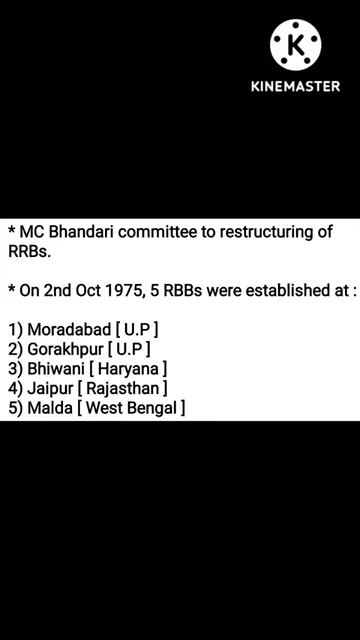 KINEMASTER
* MC Bhandari committee to restructuring of
RRBs.
* On 2nd Oct 1975, 5 RBBs were established at :
1) Moradabad [ U.P ]
2) Gorakhpur [ U.P ]
3) Bhiwani [ Haryana ]
4) Jaipur [ Rajasthan ]
5) Malda [ West Bengal ]